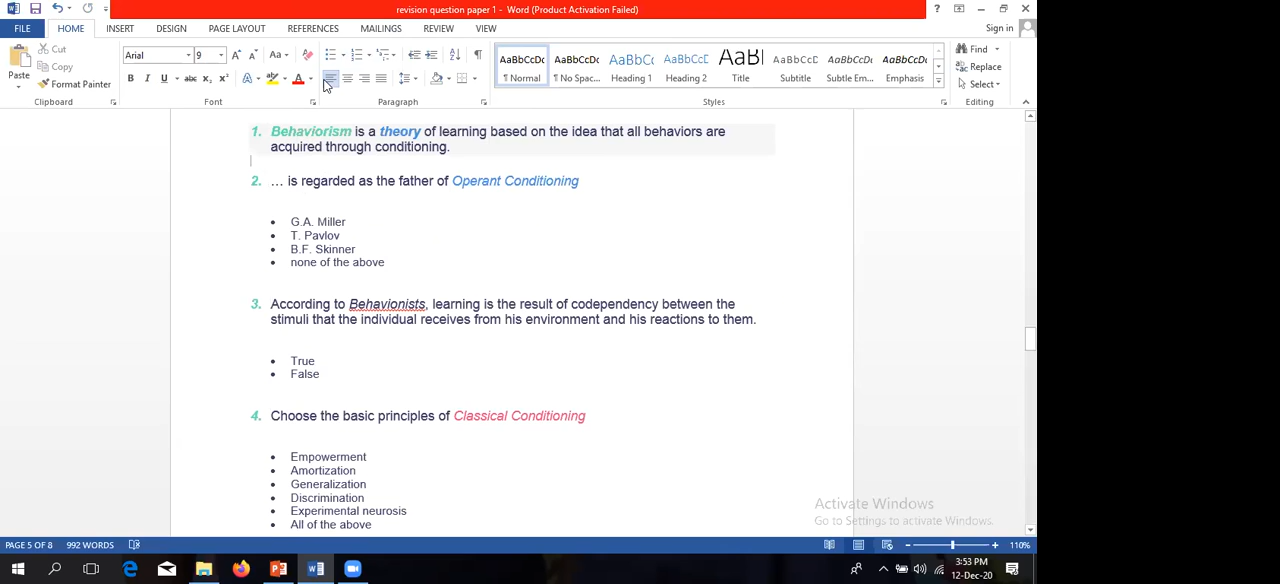 revision question paper 1 - Word (Product Activation Failed)
?
FILE HOME INSERT DESIGN PAGE LAYOUT REFERENCES MAILINGS REVIEW VIEW Sign in
Paste
Cut
Copy
Format Painter
Clipboard
Arial 9
Font
Paragraph
AaBbCcDc AaBbCcDc AaBbCc AaBbCcC AaBl AaBbCcD AaBbCcDc AaBbCcDc
¶ Normal ¶ No Spac... Heading 1 Heading 2 Title Subtitle Subtle Em... Emphasis
Styles
Find
Replace
Select
Editing
1. Behaviorism is a theory of learning based on the idea that all behaviors are
acquired through conditioning.
2. … is regarded as the father of Operant Conditioning
• G.A. Miller
• T. Pavlov
• B.F. Skinner
• none of the above
3. According to Behavionists, learning is the result of codependency between the
stimuli that the individual receives from his environment and his reactions to them.
• True
• False
4. Choose the basic principles of Classical Conditioning
• Empowerment
• Amortization
• Generalization
• Discrimination
• Experimental neurosis
• All of the above
Activate Windows
Go to Settings to activate Windows.
PAGE 5 OF 8 992 WORDS 110%
3:53 PM
12-Dec-20